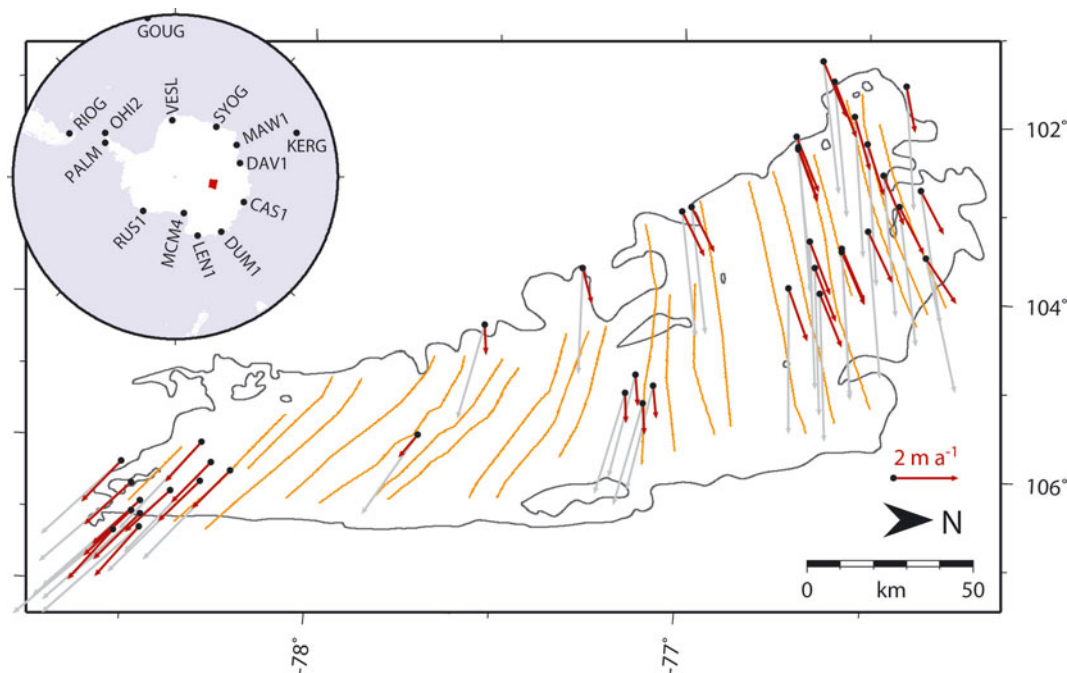 GOUG
RIOG
OHI2
PALM
VESL
SYOG
MAW1
KERG
DAV1
CAS1
DUM1
LEN1
MCM4
RUS1
102°
104°
106°
2 m a⁻¹
N
0 km 50
-78°
-77°